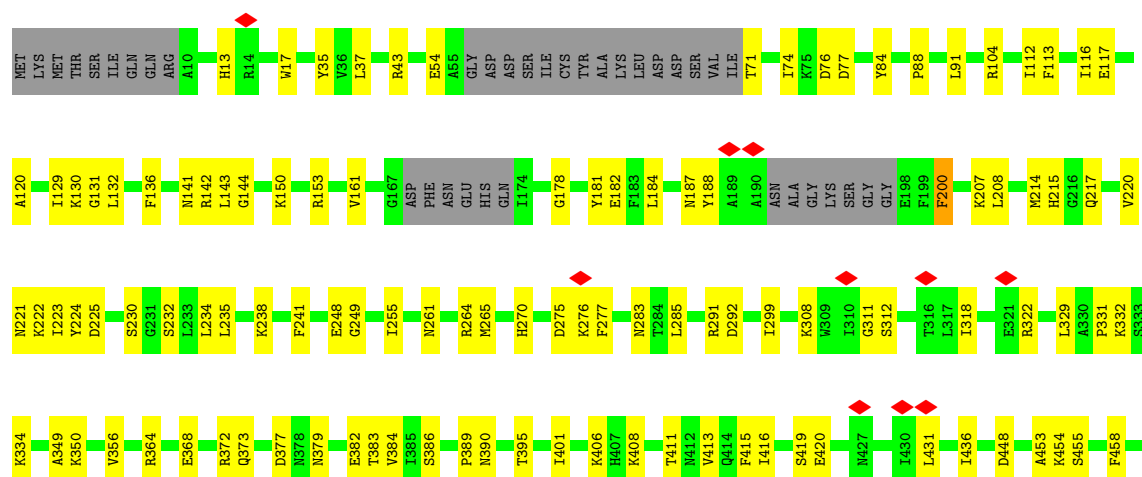 MET LYS MET THR SER ILE GLN GLN ARG A10 H13 R14 W17 Y35 V36 L37 R43 E54 A55 GLY ASP ASP SER ILE CYS TYR ALA LYS LEU ASP ASP SER VAL ILE T71 I74 K75 D76 D77 Y84 P88 L91 R104 I112 F113 I116 E117
A120 I129 K130 G131 L132 F136 N141 R142 L143 G144 K150 R153 V161 G167 ASP PHE ASN GLU HIS GLN I174 G178 Y181 E182 F183 L184 N187 Y188 A189 A190 ASN ALA GLY LYS SER GLY GLY E198 F199 F200 K207 L208 M214 H215 G216 Q217 V220
N221 K222 I223 Y224 D225 S230 G231 S232 L233 L234 L235 K238 F241 E248 G249 I255 N261 R264 M265 H270 D275 K276 F277 N283 T284 L285 R291 D292 I299 K308 W309 I310 G311 S312 T316 L317 I318 E321 R322 L329 A330 P331 K332 S333
K334 A349 K350 V356 R364 E368 R372 Q373 D377 N378 N379 E382 T383 V384 I385 S386 P389 N390 T395 I401 K406 H407 K408 T411 N412 V413 Q414 F415 I416 S419 E420 N427 I430 L431 I436 D448 A453 K454 S455 F458